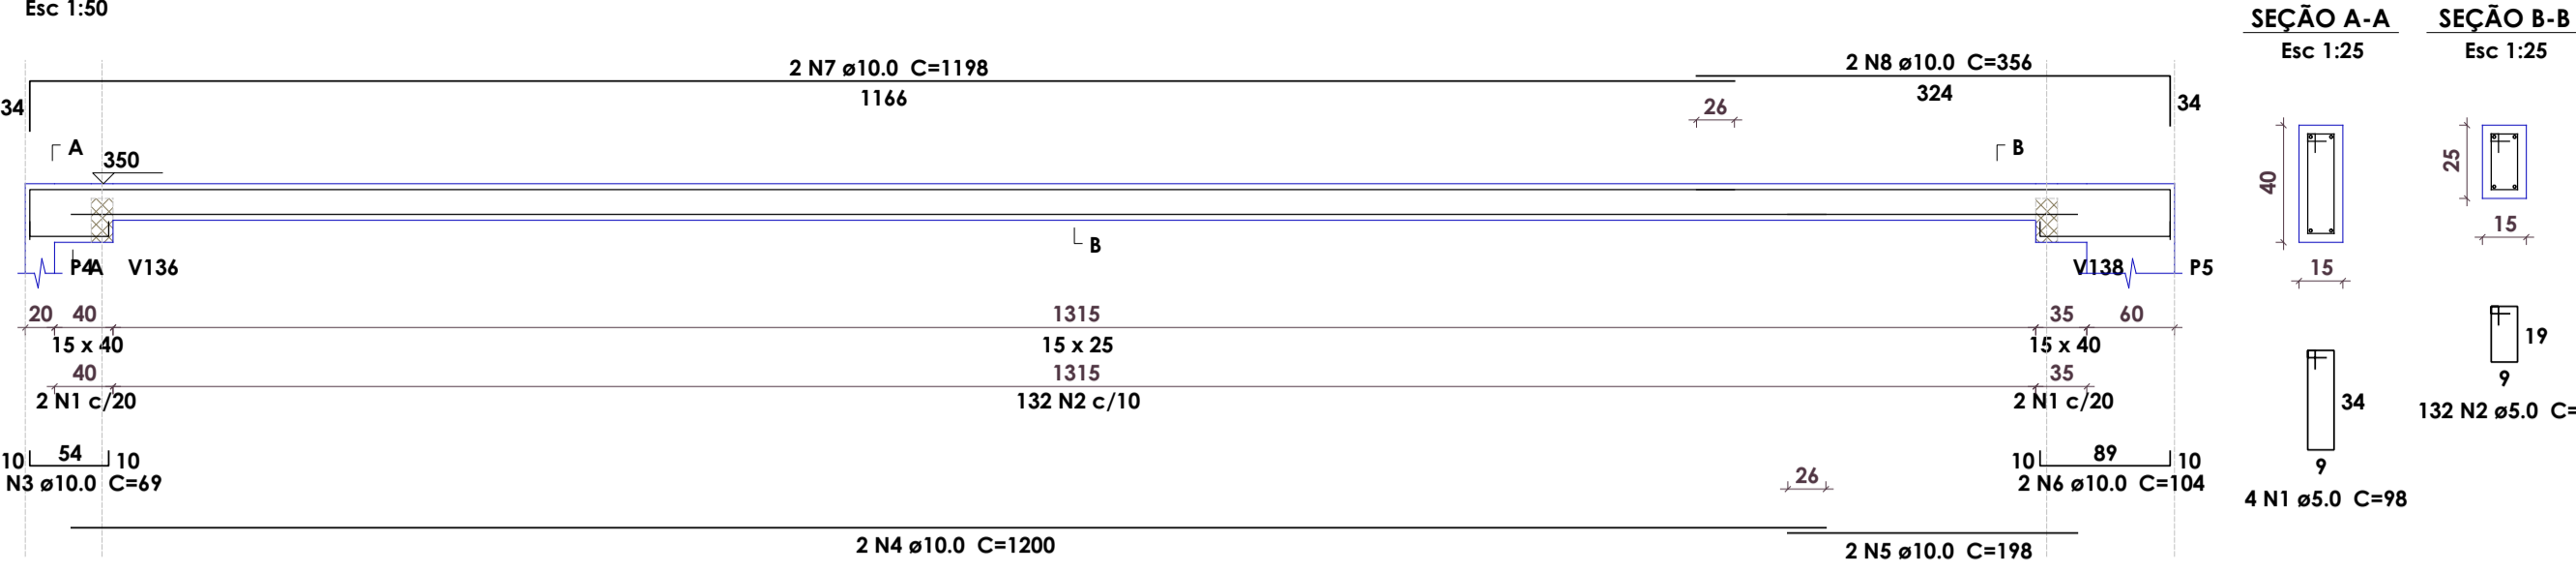 Esc 1:50
SEÇÃO A-A
Esc 1:25
SEÇÃO B-B
Esc 1:25
2 N7 ø10.0 C=1198
1166
34
2 N8 ø10.0 C=356
324
34
26
A
350
B
B
P4
A
V136
V138
P5
20
40
1315
35
60
15 x 40
15 x 25
15 x 40
40
1315
35
2 N1 c/20
132 N2 c/10
2 N1 c/20
10
54
10
N3 ø10.0 C=69
10
89
10
2 N6 ø10.0 C=104
26
2 N4 ø10.0 C=1200
2 N5 ø10.0 C=198
40
15
34
9
4 N1 ø5.0 C=98
25
15
19
9
132 N2 ø5.0 C=